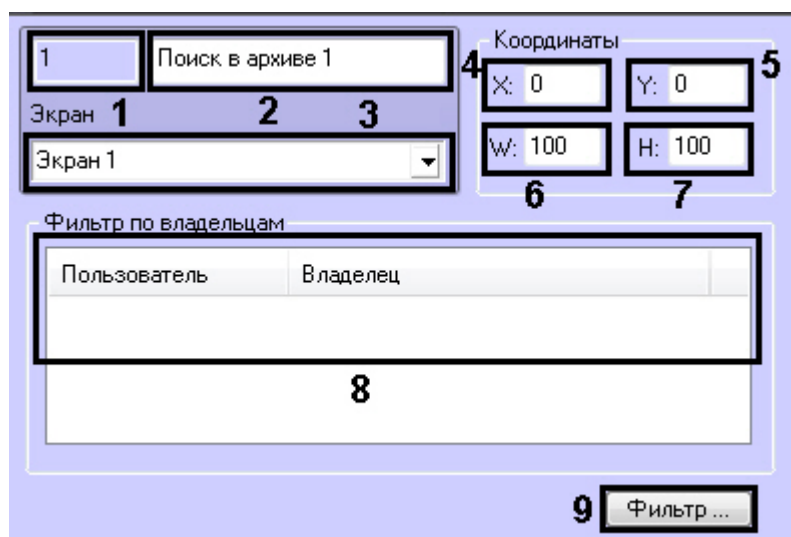 1 Поиск в архиве 1
Экран 1 2 3
Экран 1
Координаты
4 X: 0 Y: 0 5
W: 100 H: 100
6 7
Фильтр по владельцам
Пользователь Владелец
8
9 Фильтр ...